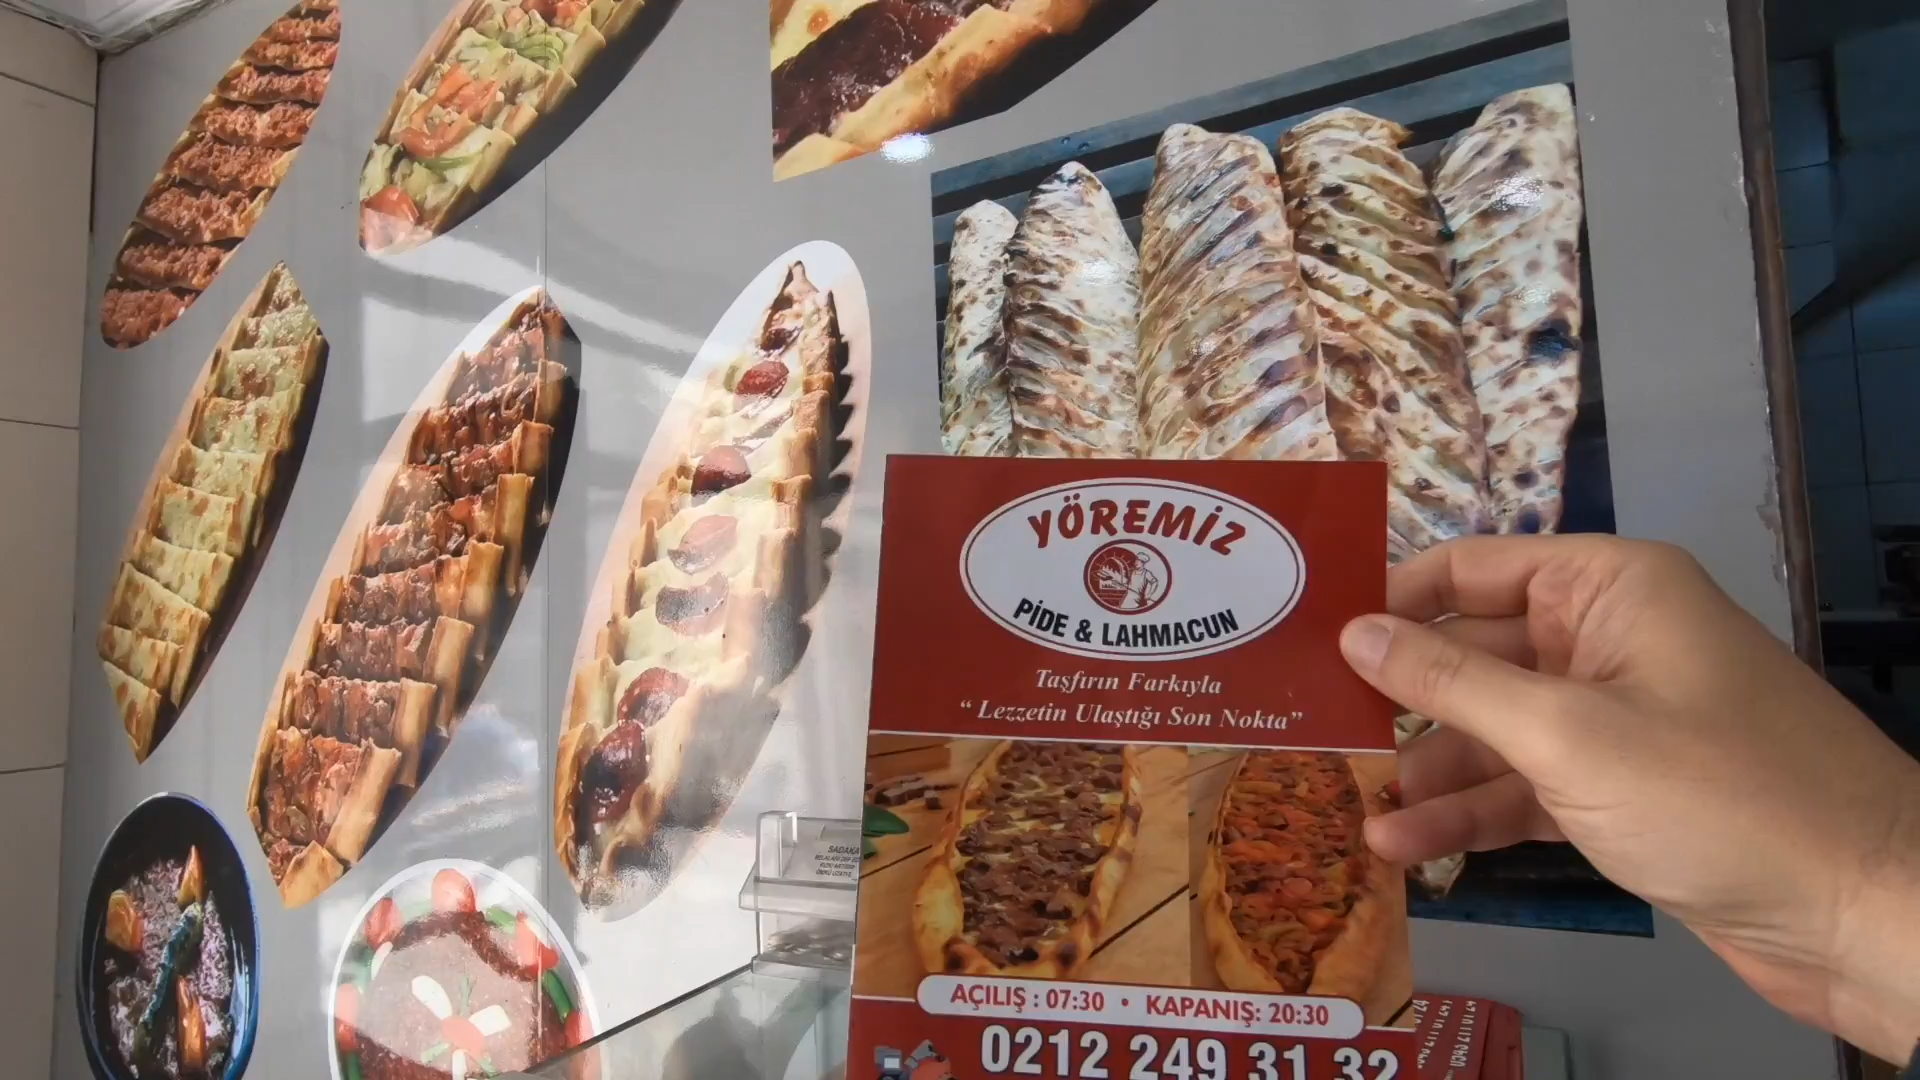 YÖREMİZ
PİDE & LAHMACUN
Taşfırın Farkıyla
“ Lezzetin Ulaştığı Son Nokta”
AÇILIŞ : 07:30 • KAPANIŞ: 20:30
0212 249 31 32
SADAKA